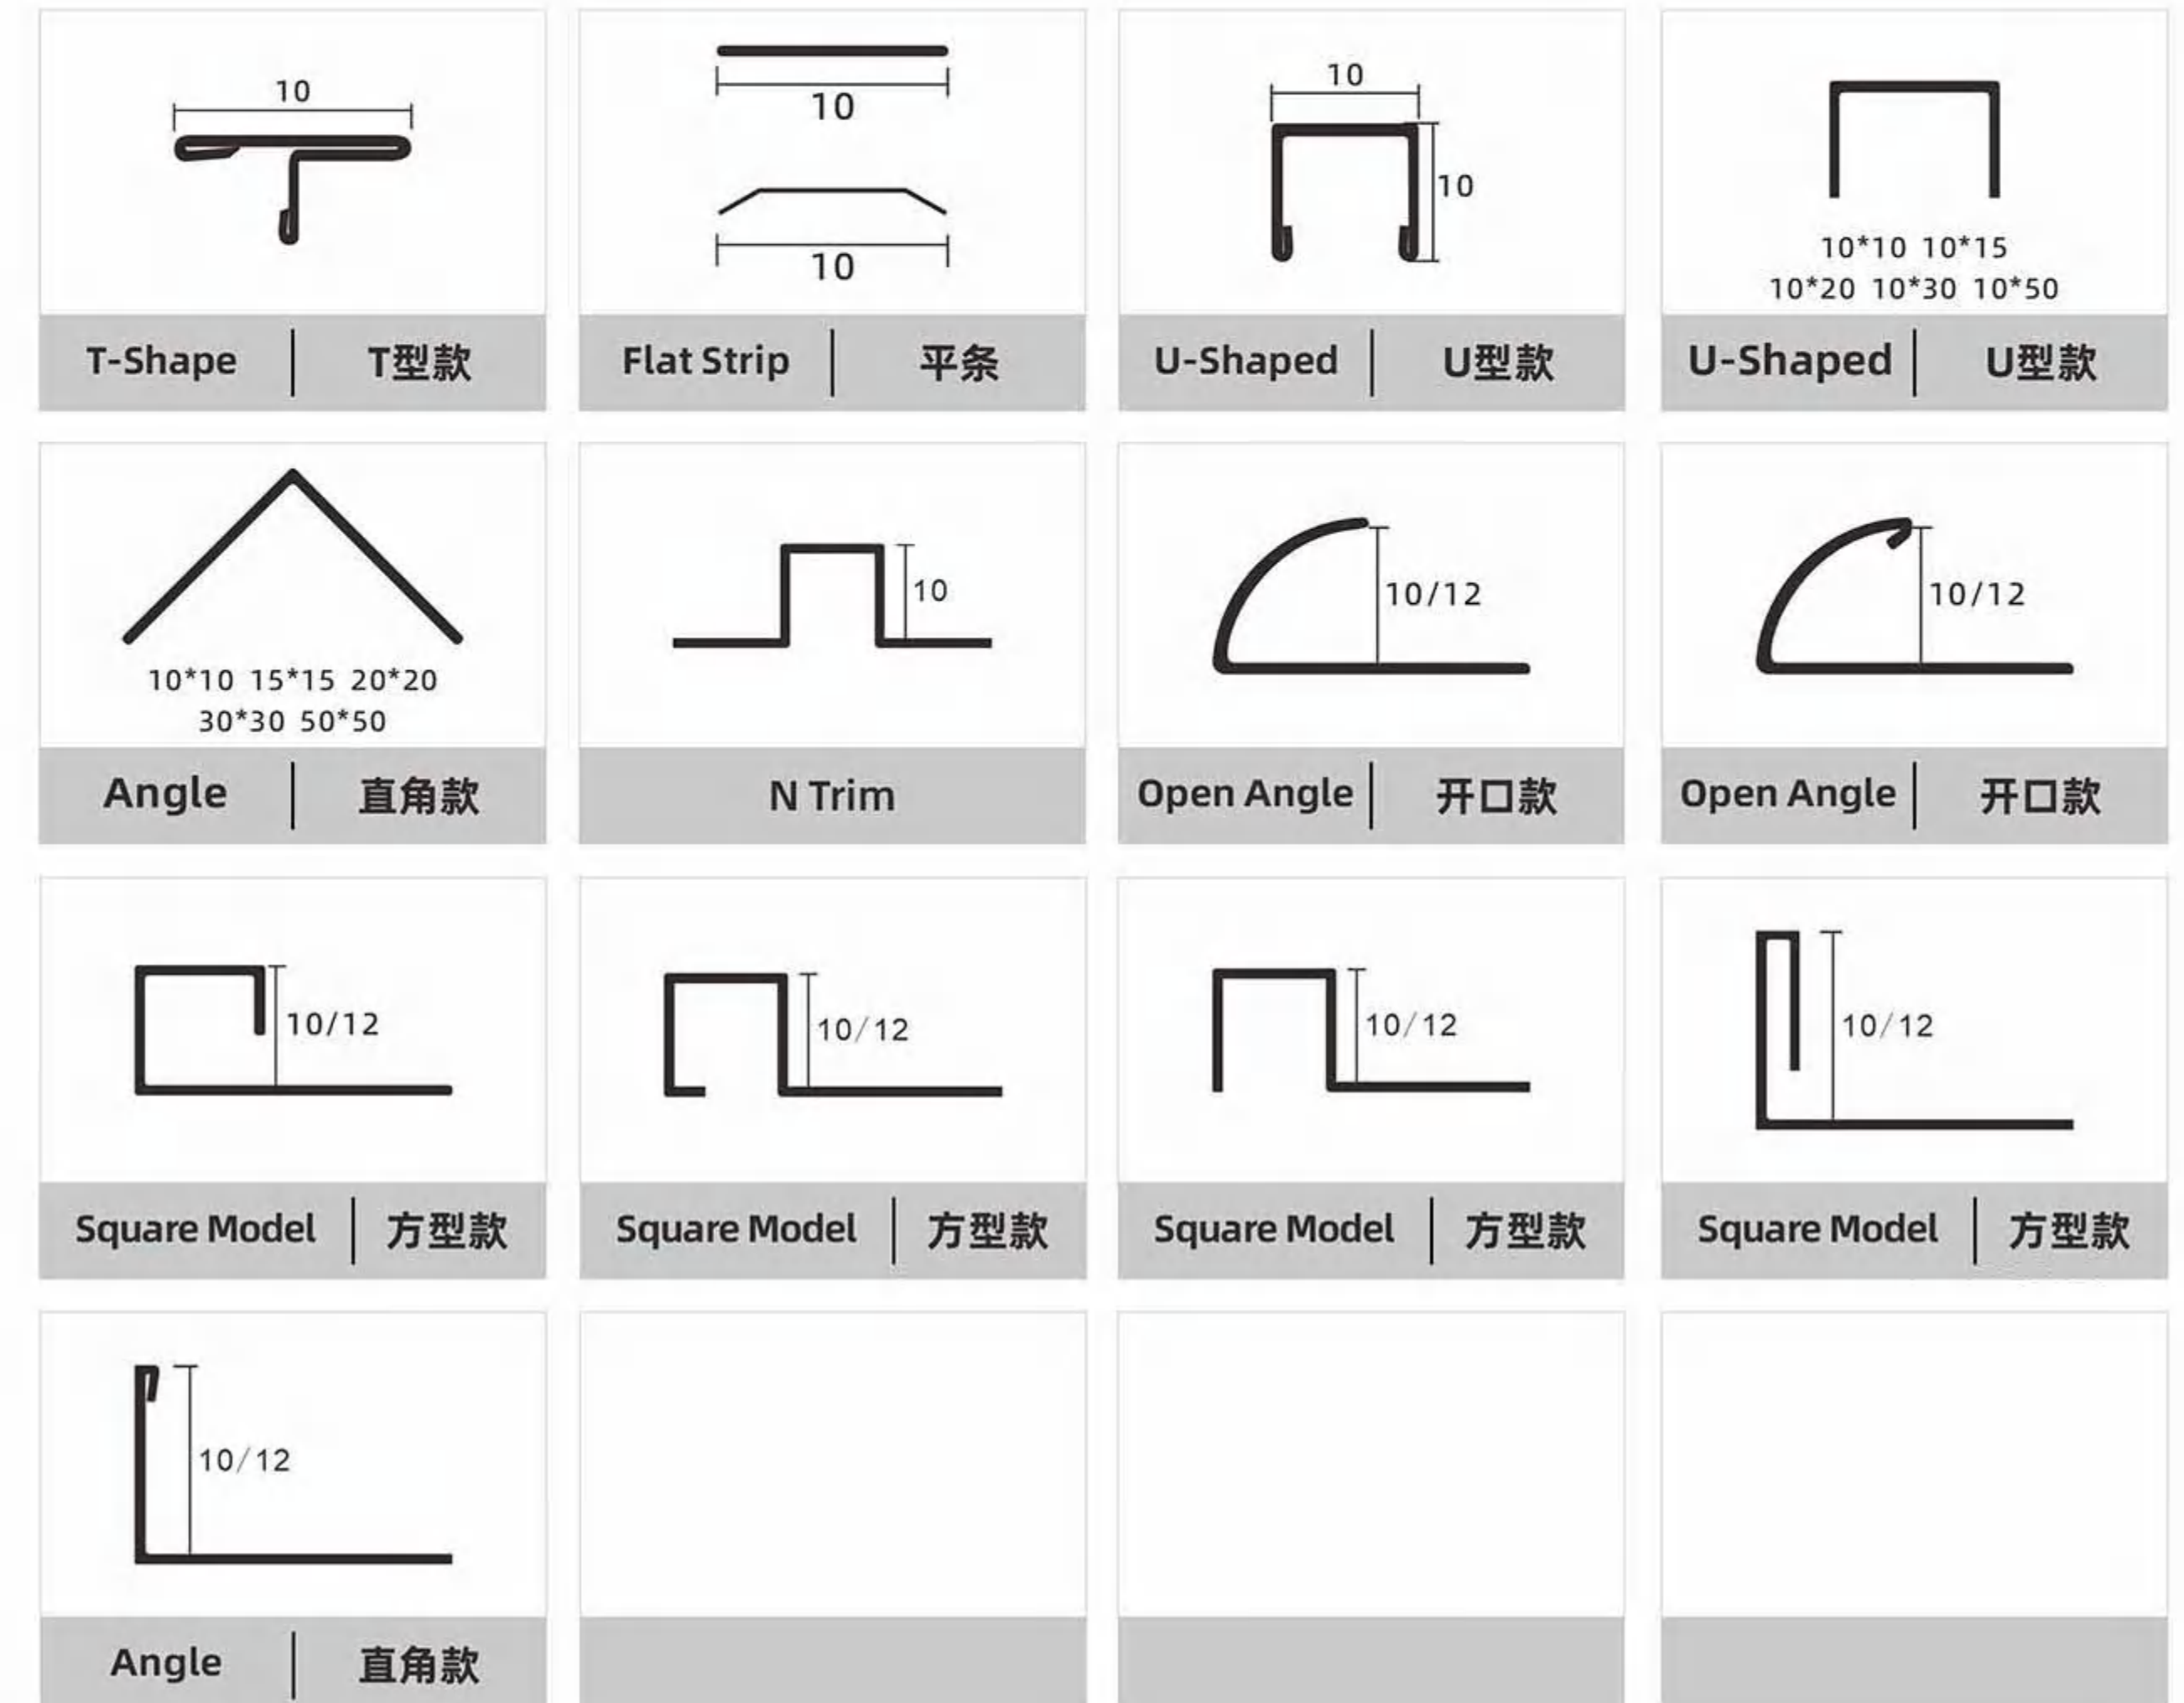 10
T-Shape | T型款
10
10
Flat Strip | 平条
10
10
U-Shaped | U型款
10*10 10*15
10*20 10*30 10*50
U-Shaped | U型款
10*10 15*15 20*20
30*30 50*50
Angle | 直角款
10
N Trim
10/12
Open Angle | 开口款
10/12
Open Angle | 开口款
10/12
Square Model | 方型款
10/12
Square Model | 方型款
10/12
Square Model | 方型款
10/12
Square Model | 方型款
10/12
Angle | 直角款